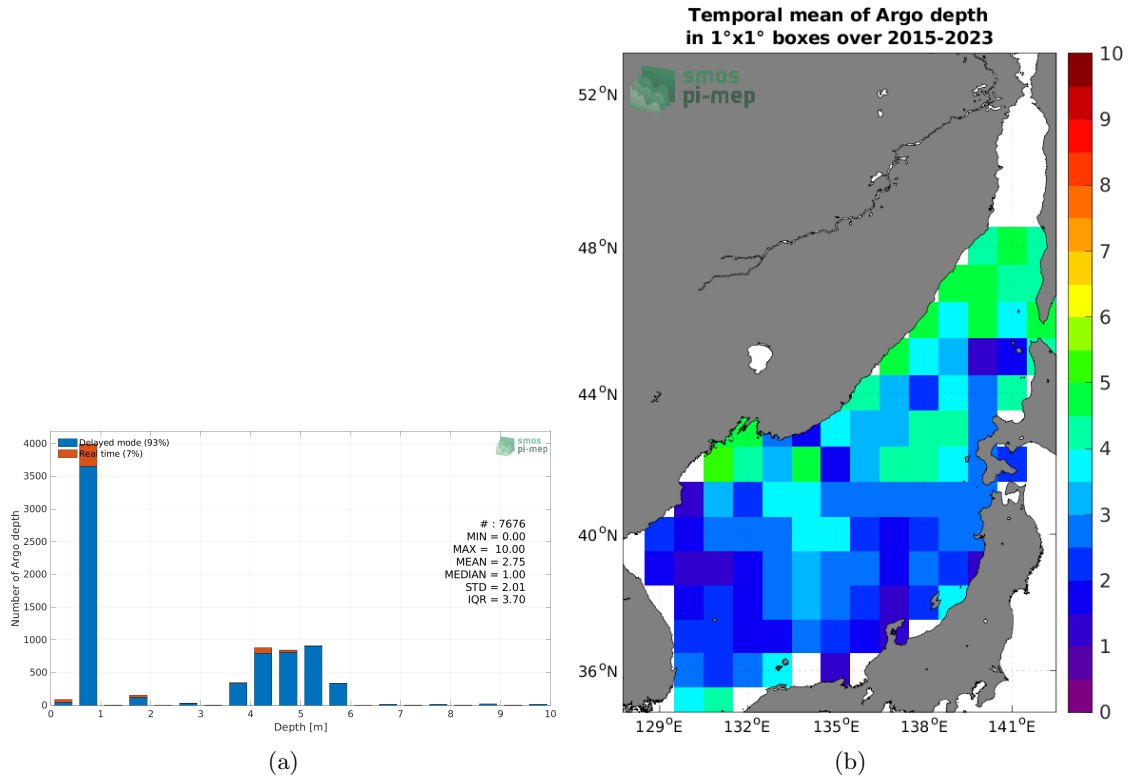 4000
3500
3000
2500
2000
1500
1000
500
0
Number of Argo depth
Delayed mode (93%)
Real time (7%)
smos
pi-mep
# : 7676
MIN = 0.00
MAX = 10.00
MEAN = 2.75
MEDIAN = 1.00
STD = 2.01
IQR = 3.70
0 1 2 3 4 5 6 7 8 9 10
Depth [m]
(a)
Temporal mean of Argo depth
in 1°x1° boxes over 2015-2023
smos
pi-mep
52°N
48°N
44°N
40°N
36°N
129°E 132°E 135°E 138°E 141°E
10
9
8
7
6
5
4
3
2
1
0
(b)